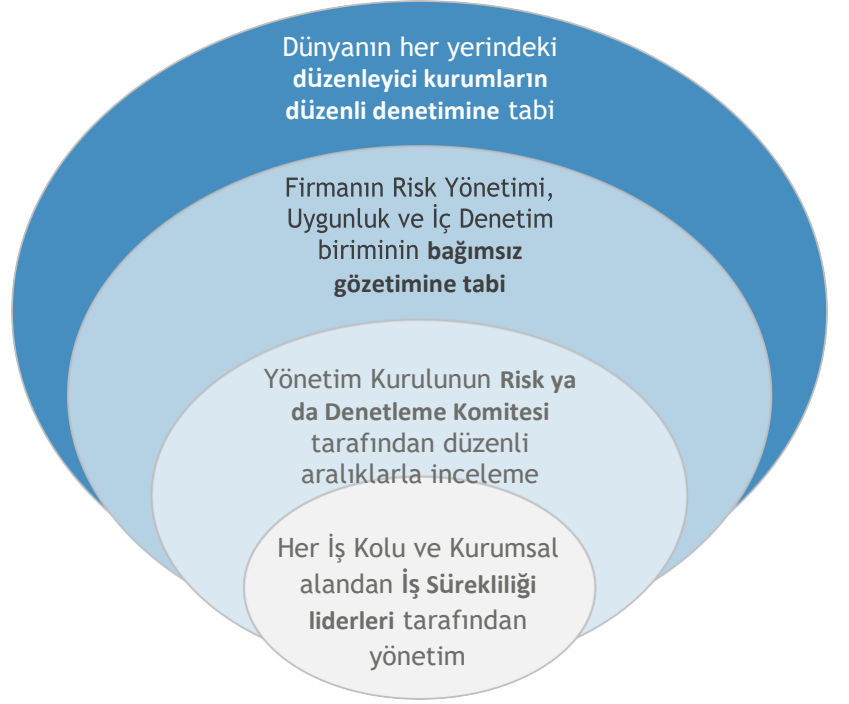 Dünyanın her yerindeki
düzenleyici kurumların
düzenli denetimine tabi
Firmanın Risk Yönetimi,
Uygunluk ve İç Denetim
biriminin bağımsız
gözetimine tabi
Yönetim Kurulunun Risk ya
da Denetleme Komitesi
tarafından düzenli
aralıklarla inceleme
Her İş Kolu ve Kurumsal
alandan İş Sürekliliği
liderleri tarafından
yönetim